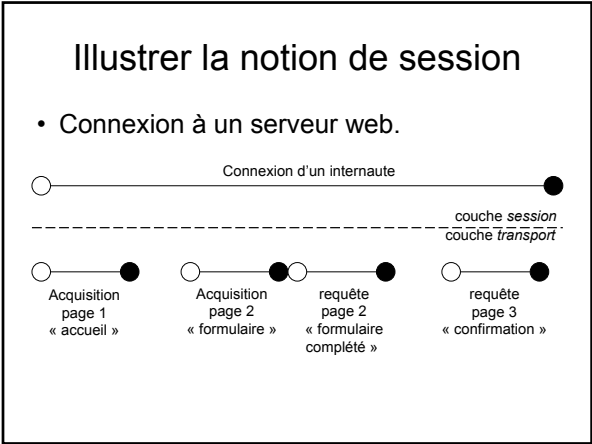 Illustrer la notion de session
• Connexion à un serveur web.
Connexion d'un internaute
couche session
couche transport
Acquisition
page 1
« accueil »
Acquisition
page 2
« formulaire »
requête
page 2
« formulaire
complété »
requête
page 3
« confirmation »